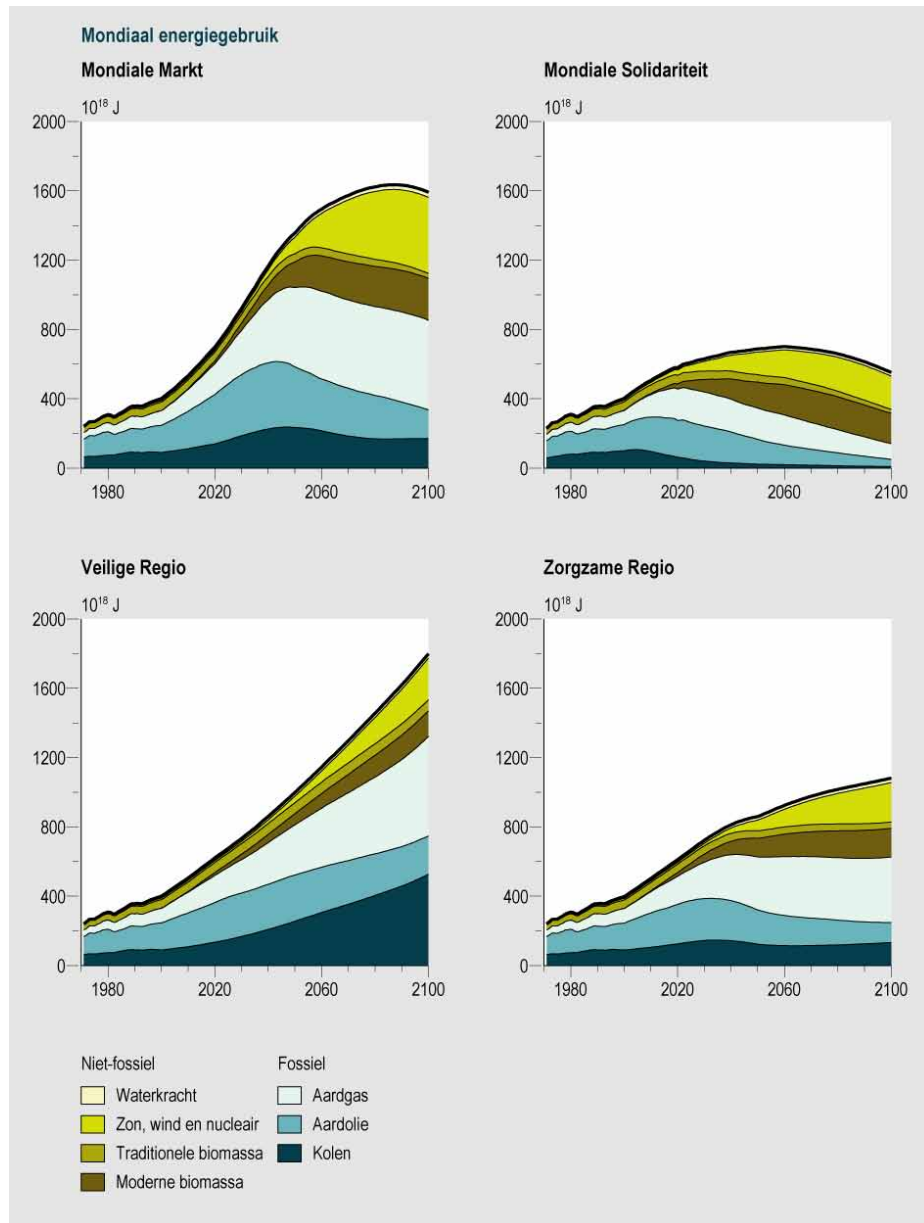 Mondiaal energiegebruik
Mondiale Markt
10¹⁸ J
2000
1600
1200
800
400
0
1980 2020 2060 2100
Mondiale Solidariteit
10¹⁸ J
2000
1600
1200
800
400
0
1980 2020 2060 2100
Veilige Regio
10¹⁸ J
2000
1600
1200
800
400
0
1980 2020 2060 2100
Zorgzame Regio
10¹⁸ J
2000
1600
1200
800
400
0
1980 2020 2060 2100
Niet-fossiel
Waterkracht
Zon, wind en nucleair
Traditionele biomassa
Moderne biomassa
Fossiel
Aardgas
Aardolie
Kolen